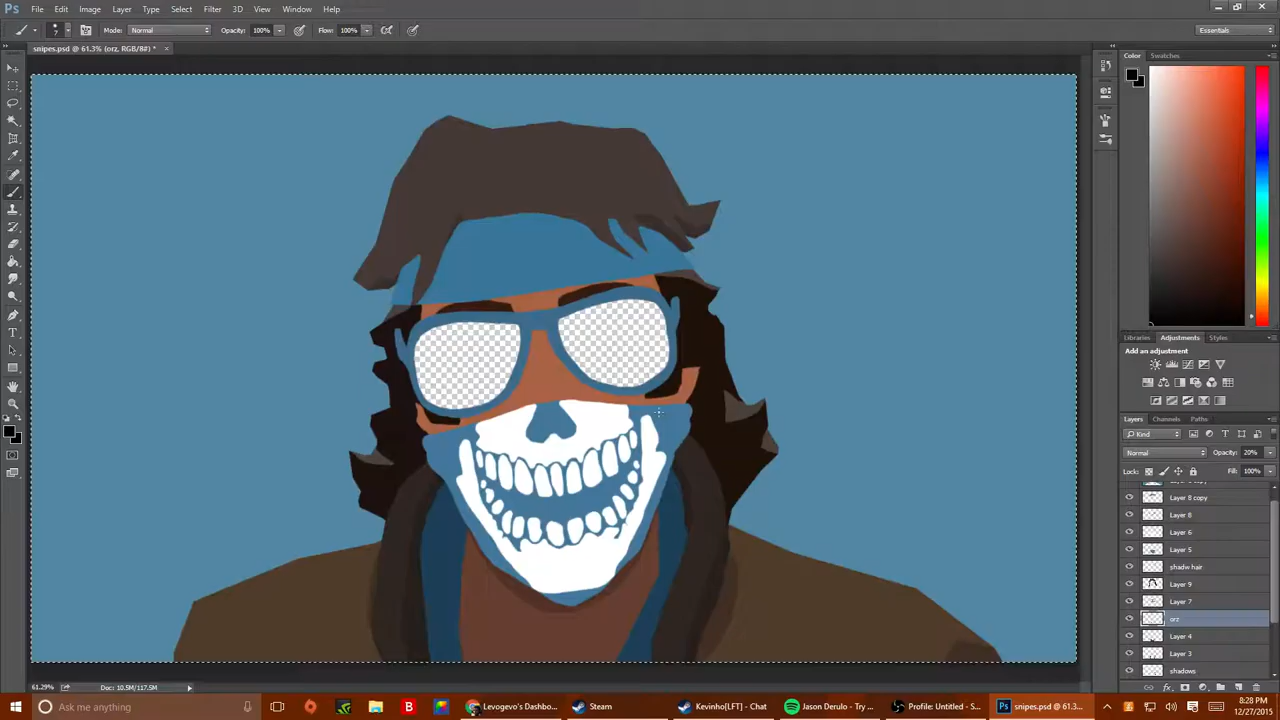 Ps File Edit Image Layer Type Select Filter 3D View Window Help
7 Mode: Normal Opacity: 100% Flow: 100% Essentials
snipes.psd @ 61.3% (orz, RGB/8#) * ×
Color Swatches
Libraries Adjustments Styles
Add an adjustment
Layers Channels Paths
Kind
Normal Opacity: 20%
Lock: Fill: 100%
Layer 8 copy
Layer 8
Layer 6
Layer 5
shadw hair
Layer 9
Layer 7
orz
Layer 4
Layer 3
shadows
61.29% Doc: 10.5M/117.5M
Ask me anything
Levogevo's Dashbo...
Steam
Kevinho[LFT] - Chat
Jason Derulo - Try ...
Profile: Untitled - S...
snipes.psd @ 61.3...
8:28 PM
12/27/2015